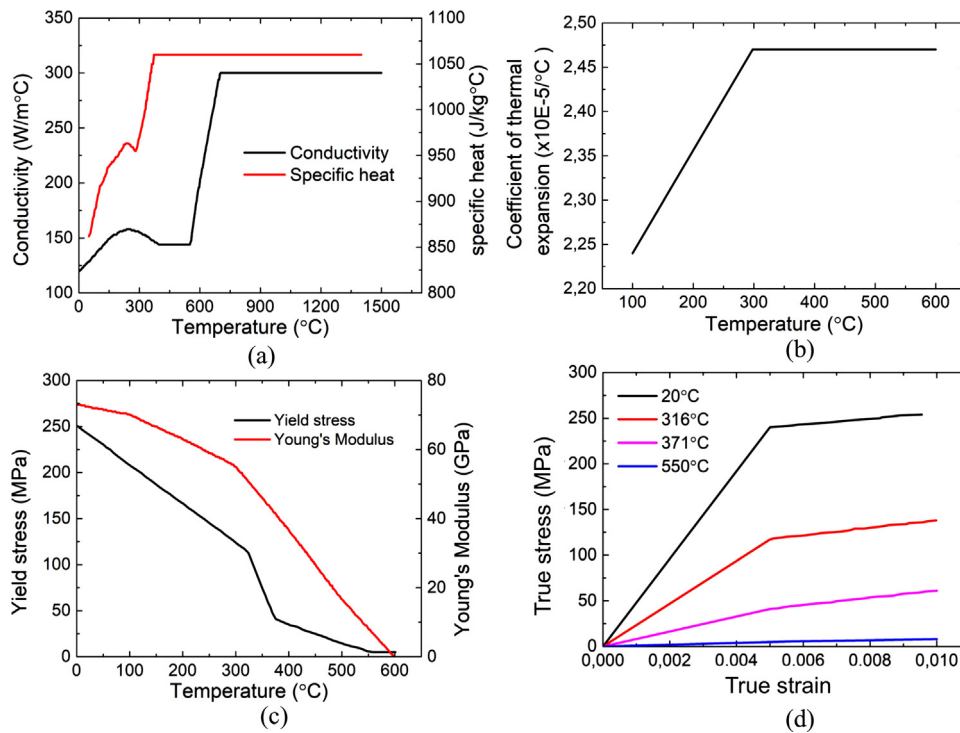 350
300
250
200
150
100
Conductivity (W/m°C)
1100
1050
1000
950
900
850
800
specific heat (J/kg°C)
Conductivity
Specific heat
0 300 600 900 1200 1500
Temperature (°C)
(a)
2,50
2,45
2,40
2,35
2,30
2,25
2,20
Coefficient of thermal
expansion (x10E-5/°C)
100 200 300 400 500 600
Temperature (°C)
(b)
300
250
200
150
100
50
0
Yield stress (MPa)
80
60
40
20
0
Young's Modulus (GPa)
Yield stress
Young's Modulus
0 100 200 300 400 500 600
Temperature (°C)
(c)
300
250
200
150
100
50
0
True stress (MPa)
20°C
316°C
371°C
550°C
0,000 0.002 0.004 0.006 0.008 0,010
True strain
(d)